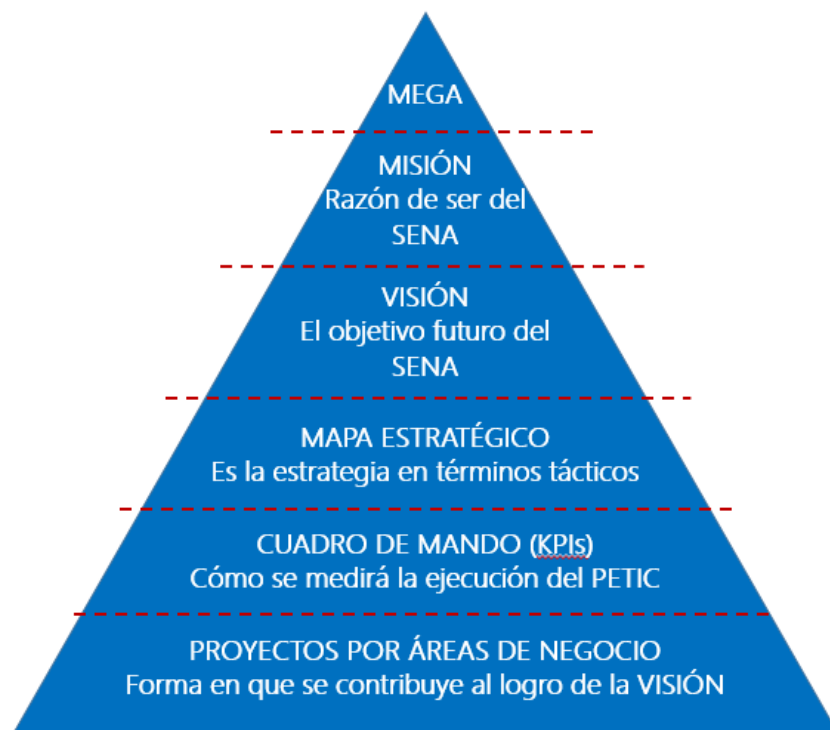 MEGA
MISIÓN
Razón de ser del
SENA
VISIÓN
El objetivo futuro del
SENA
MAPA ESTRATÉGICO
Es la estrategia en términos tácticos
CUADRO DE MANDO (KPIs)
Cómo se medirá la ejecución del PETIC
PROYECTOS POR ÁREAS DE NEGOCIO
Forma en que se contribuye al logro de la VISIÓN